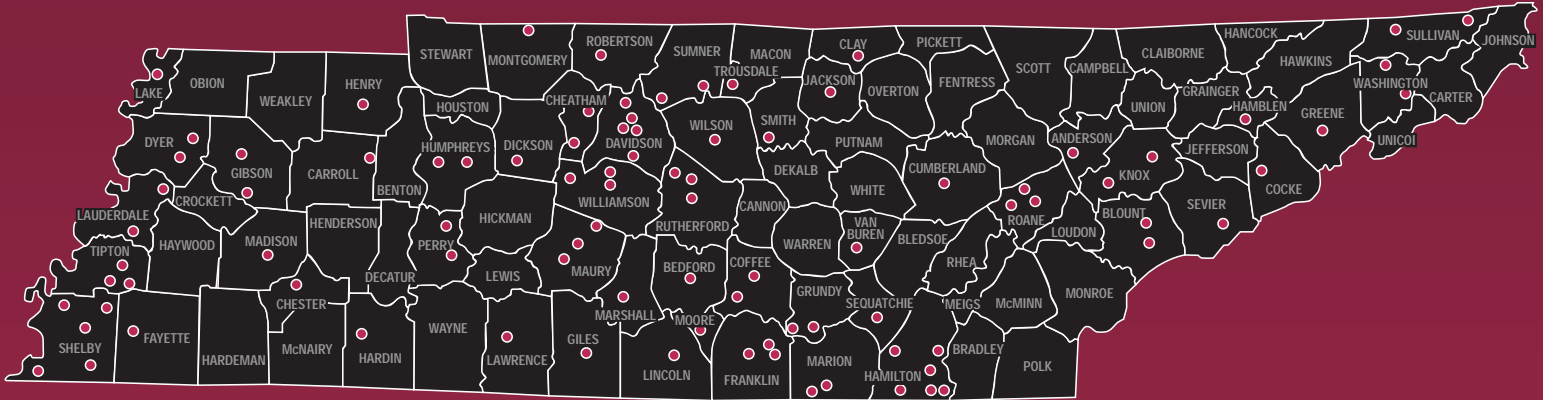 HANCOCK
SULLIVAN
JOHNSON
ROBERTSON
CLAY
PICKETT
STEWART
MONTGOMERY
SUMNER
MACON
CLAIBORNE
HAWKINS
TROUSDALE
SCOTT
CAMPBELL
LAKE
OBION
HENRY
JACKSON
OVERTON
FENTRESS
WASHINGTON
WEAKLEY
HOUSTON
CHEATHAM
GRAINGER
CARTER
UNION
HAMBLEN
GREENE
SMITH
WILSON
DYER
DICKSON
DAVIDSON
PUTNAM
MORGAN
ANDERSON
UNICOI
HUMPHREYS
JEFFERSON
GIBSON
CARROLL
DEKALB
CUMBERLAND
KNOX
BENTON
WHITE
COCKE
CROCKETT
WILLIAMSON
CANNON
SEVIER
LAUDERDALE
HENDERSON
HICKMAN
RUTHERFORD
VAN
BUREN
ROANE
BLOUNT
LOUDON
TIPTON
HAYWOOD
MADISON
PERRY
WARREN
BLEDSOE
DECATUR
LEWIS
MAURY
BEDFORD
COFFEE
RHEA
GRUNDY
MONROE
CHESTER
SEQUATCHIE
MEIGS
McMINN
MARSHALL
MOORE
SHELBY
FAYETTE
HARDEMAN
McNAIRY
HARDIN
WAYNE
LAWRENCE
GILES
LINCOLN
FRANKLIN
MARION
HAMILTON
BRADLEY
POLK